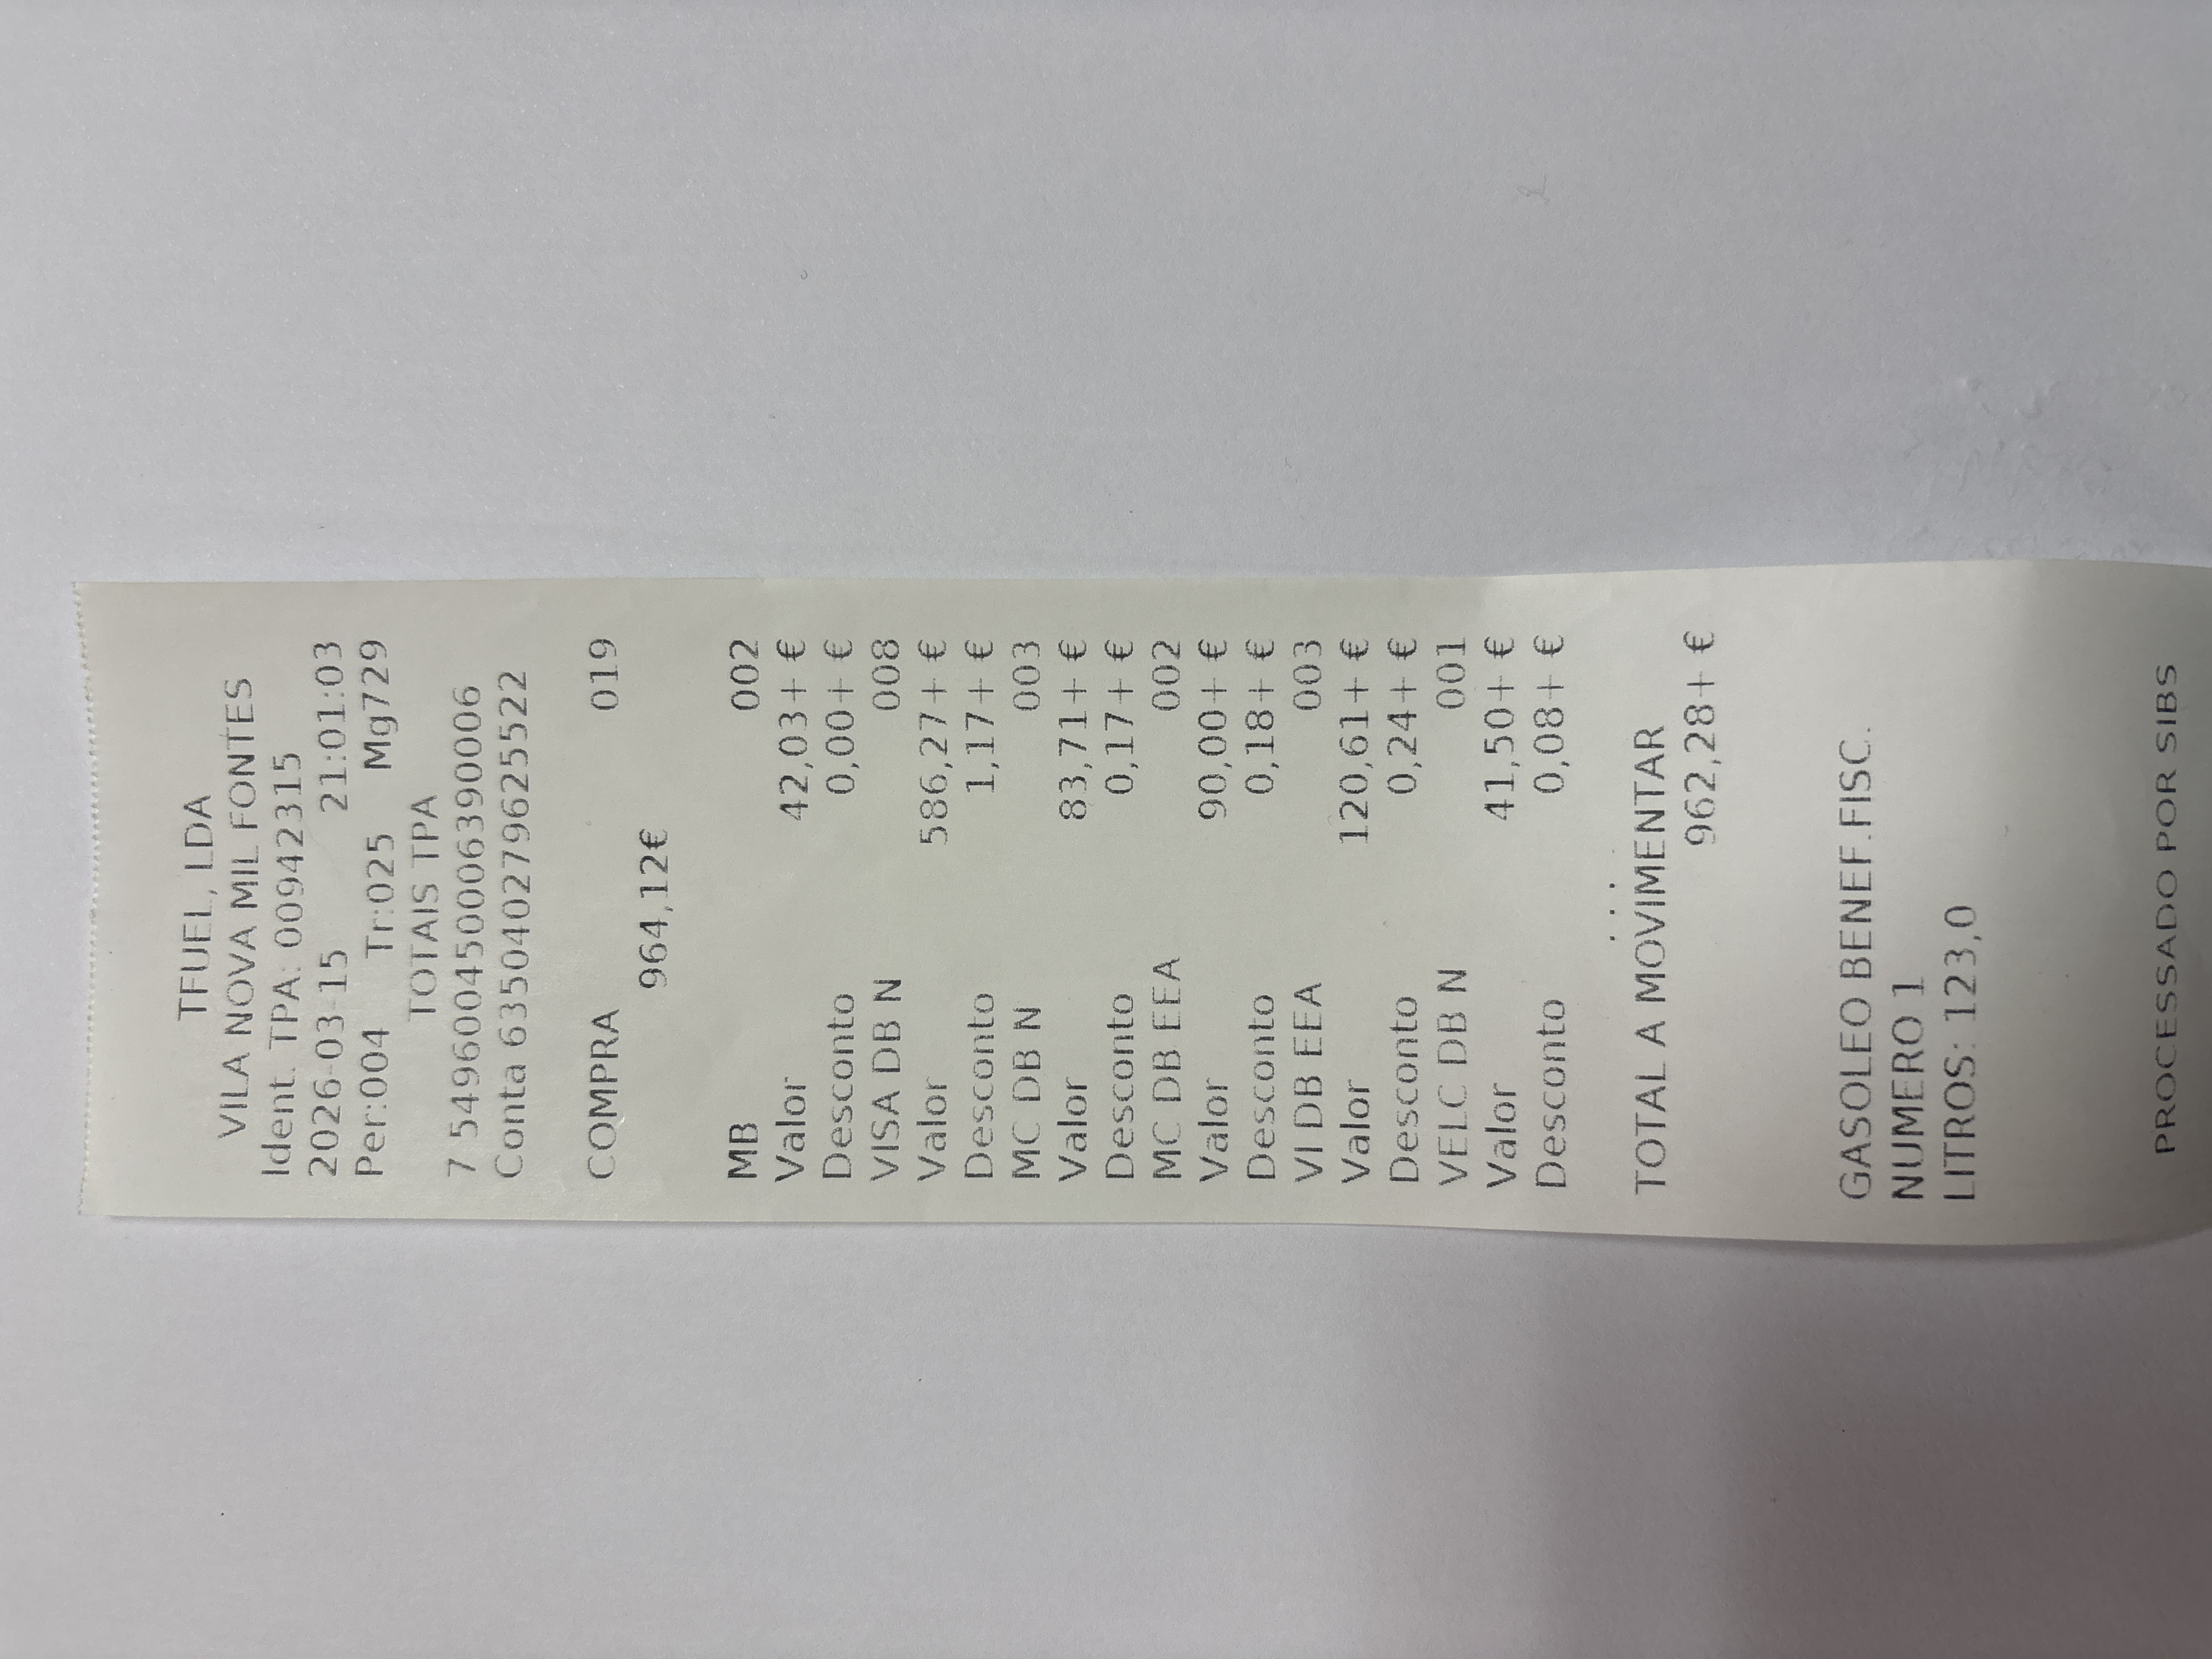 TFUEL, LDA
VILA NOVA MIL FONTES
Ident. TPA: 00942315
2026-03-15 21:01:03
Per:004 Tr:025 Mg729
TOTAIS TPA
7 549600450006390006
Conta 6350402796255​22
COMPRA 019
964,12€
MB 002
Valor 42,03+ €
Desconto 0,00+ €
VISA DB N 008
Valor 586,27+ €
Desconto 1,17+ €
MC DB N 003
Valor 83,71+ €
Desconto 0,17+ €
MC DB EEA 002
Valor 90,00+ €
Desconto 0,18+ €
VI DB EEA 003
Valor 120,61+ €
Desconto 0,24+ €
VELC DB N 001
Valor 41,50+ €
Desconto 0,08+ €
TOTAL A MOVIMENTAR
962,28+ €
GASOLEO BENEF.FISC.
NUMERO 1
LITROS: 123,0
PROCESSADO POR SIBS